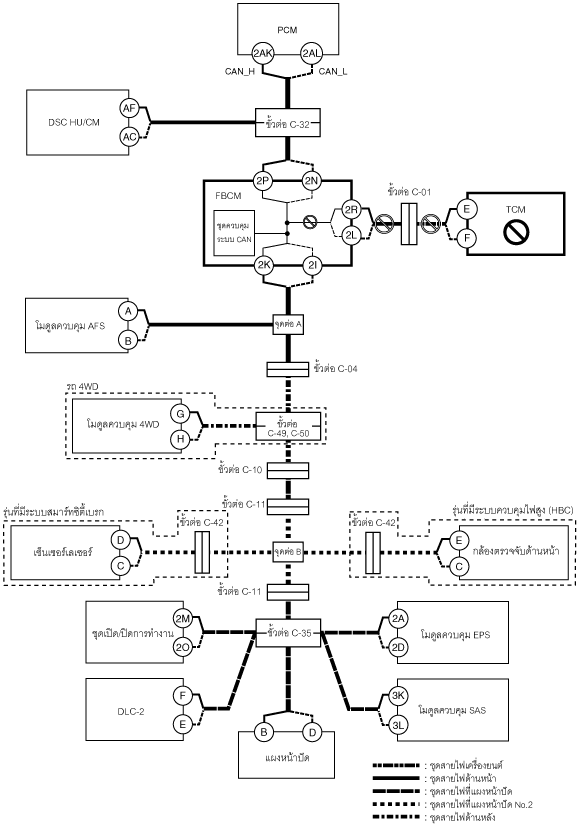 PCM
2AK
2AL
CAN_H
CAN_L
DSC HU/CM
AF
AC
ขั้วต่อ C-32
FBCM
2P
2N
ชุดควบคุม
ระบบ CAN
2R
2L
2K
2I
ขั้วต่อ C-01
E
F
TCM
โมดูลควบคุม AFS
A
B
จุดต่อ A
ขั้วต่อ C-04
รถ 4WD
โมดูลควบคุม 4WD
G
H
ขั้วต่อ
C-49, C-50
ขั้วต่อ C-10
ขั้วต่อ C-11
รุ่นที่มีระบบสมาร์ทซิตี้เบรก
ขั้วต่อ C-42
เซ็นเซอร์เลเซอร์
D
C
จุดต่อ B
รุ่นที่มีระบบควบคุมไฟสูง (HBC)
ขั้วต่อ C-42
E
C
กล้องตรวจจับด้านหน้า
ขั้วต่อ C-11
ชุดเปิด/ปิดการทำงาน
2M
2O
ขั้วต่อ C-35
2A
2D
โมดูลควบคุม EPS
DLC-2
F
E
3K
3L
โมดูลควบคุม SAS
B
D
แผงหน้าปัด
: ชุดสายไฟเครื่องยนต์
: ชุดสายไฟด้านหน้า
: ชุดสายไฟที่แผงหน้าปัด
: ชุดสายไฟที่แผงหน้าปัด No.2
: ชุดสายไฟด้านหลัง